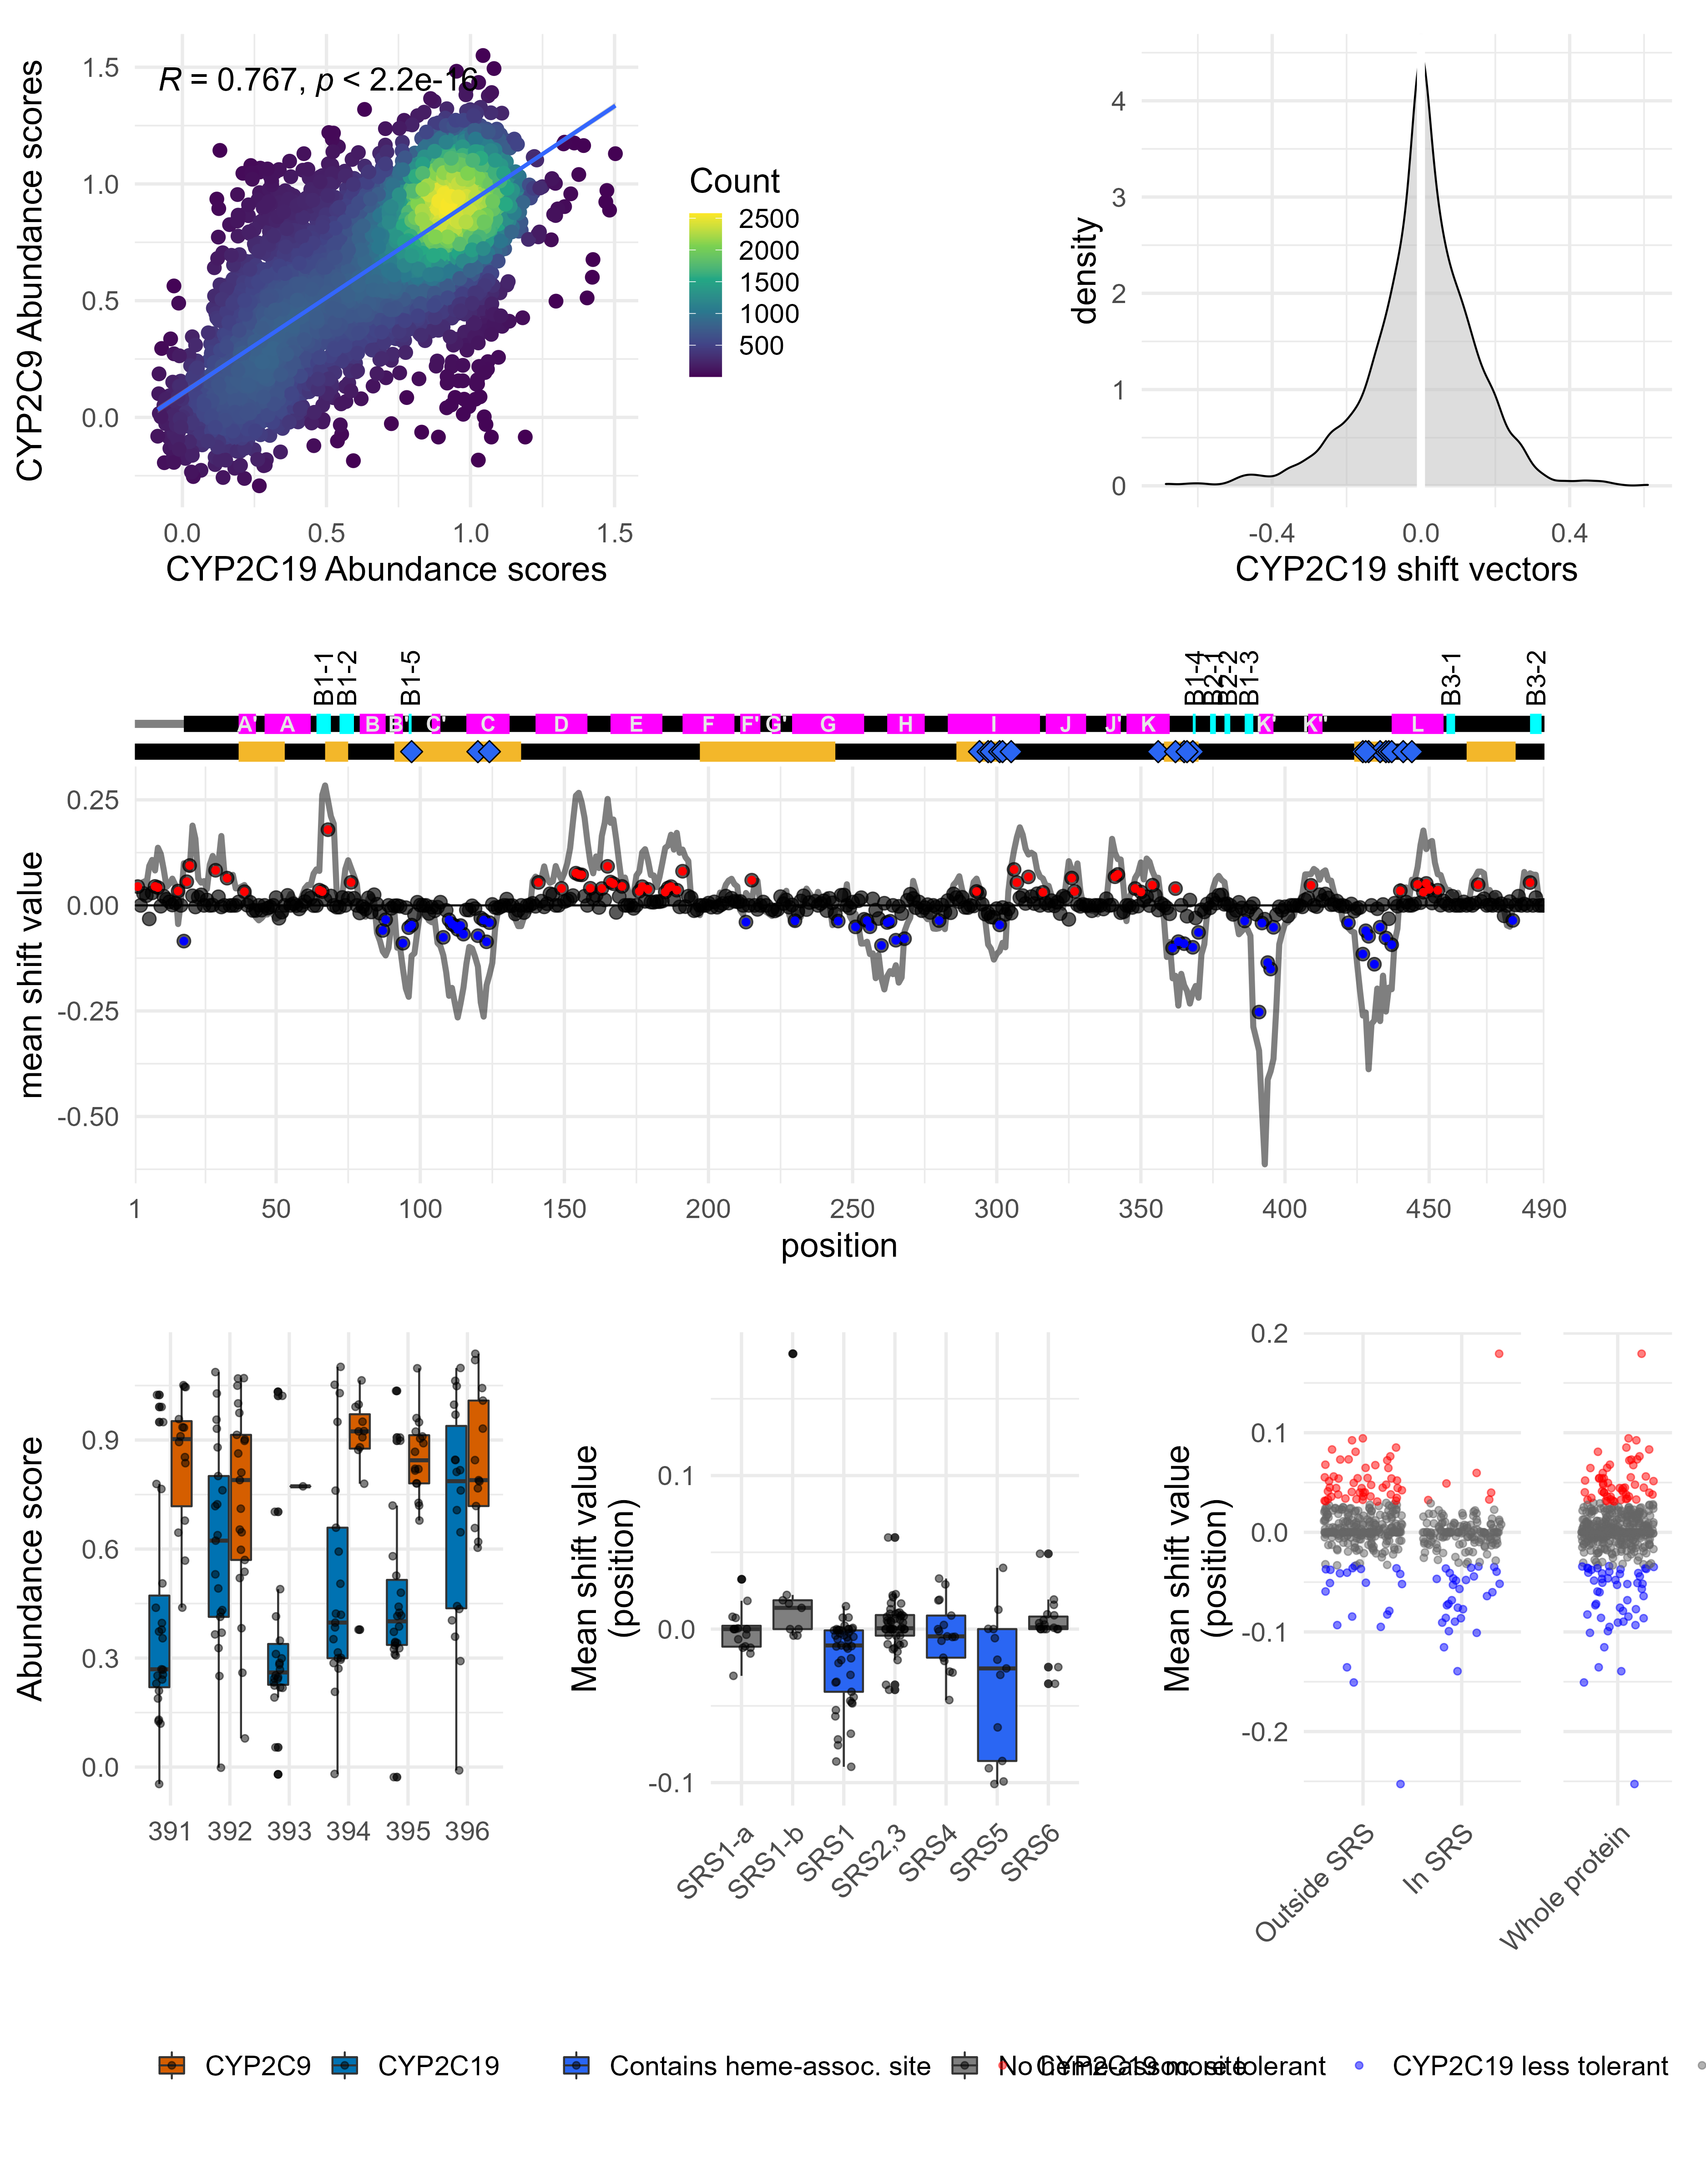 R = 0.767, p < 2.2e-16
CYP2C9 Abundance scores
1.5
1.0
0.5
0.0
0.0 0.5 1.0 1.5
CYP2C19 Abundance scores
Count
2500
2000
1500
1000
500
density
4
3
2
1
0
-0.4 0.0 0.4
CYP2C19 shift vectors
B1-1 B1-2 B1-5 B1-4 B2-1 B2-2 B1-3 B3-1 B3-2
A' A B B' C' C D E F F' G' G H I J J' K K' K'' L
mean shift value
0.25
0.00
-0.25
-0.50
1 50 100 150 200 250 300 350 400 450 490
position
Abundance score
0.9
0.6
0.3
0.0
391 392 393 394 395 396
Mean shift value
(position)
0.1
0.0
-0.1
SRS1-a SRS1-b SRS1 SRS2,3 SRS4 SRS5 SRS6
Mean shift value
(position)
0.2
0.1
0.0
-0.1
-0.2
Outside SRS In SRS Whole protein
CYP2C9 CYP2C19 Contains heme-assoc. site No heme-assoc. site CYP2C19 more tolerant CYP2C19 less tolerant